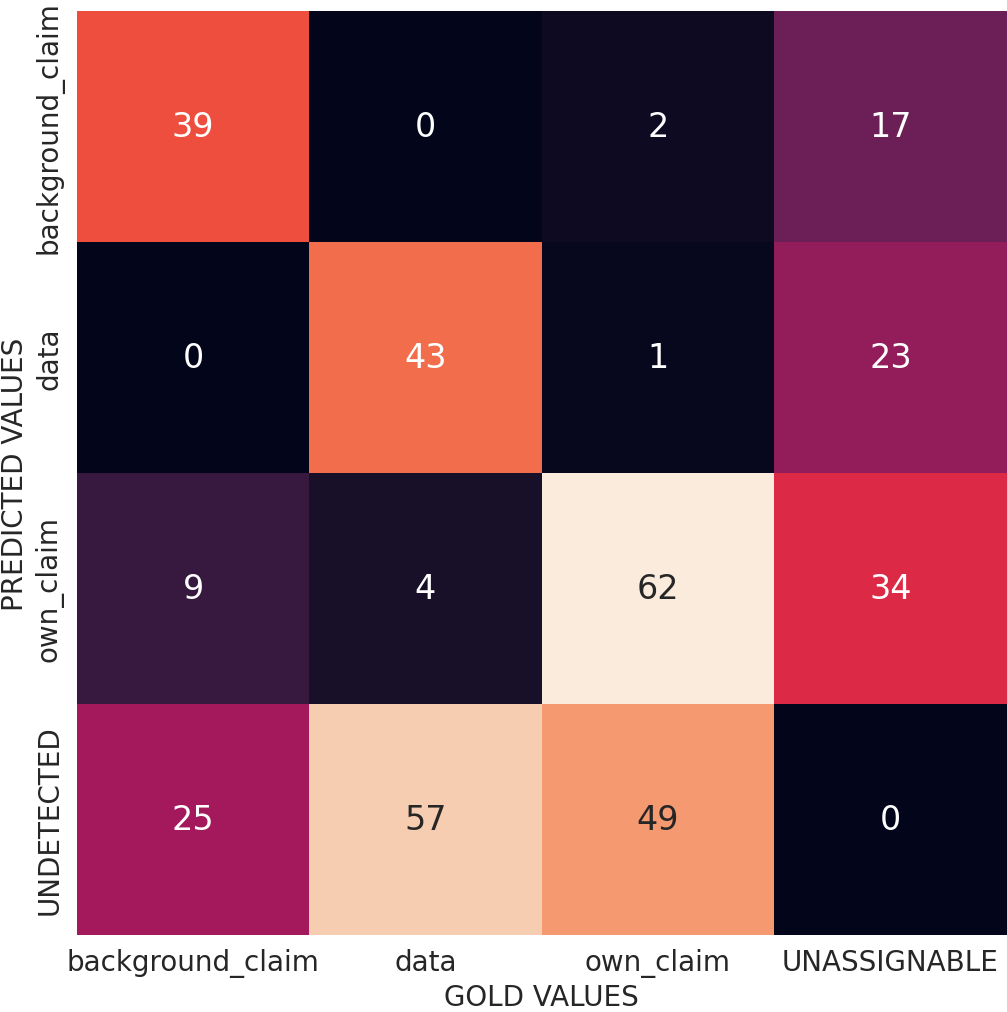 PREDICTED VALUES
background_claim
39 0 2 17
data
0 43 1 23
own_claim
9 4 62 34
UNDETECTED
25 57 49 0
background_claim data own_claim UNASSIGNABLE
GOLD VALUES